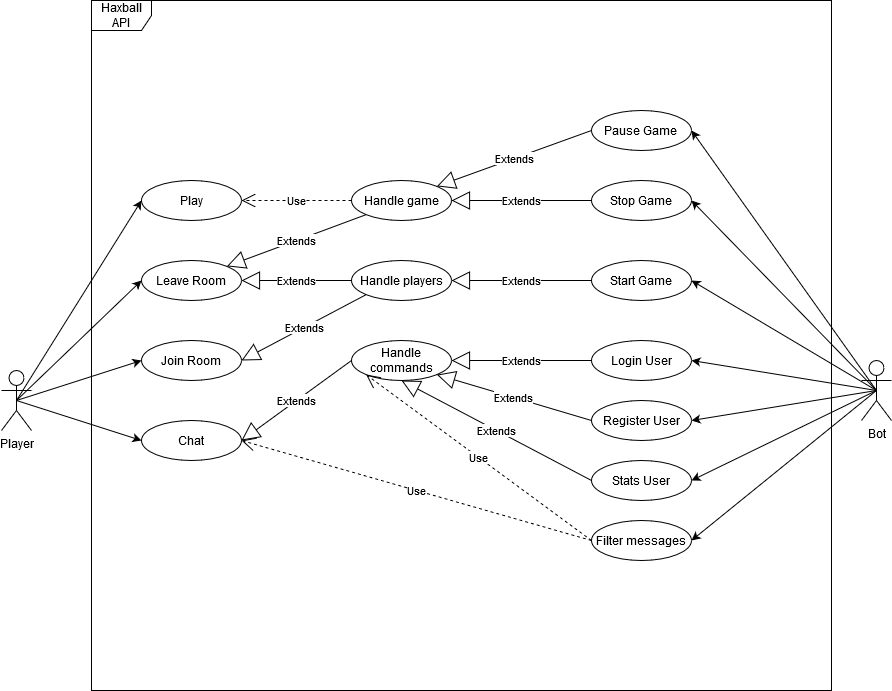 Haxball
API
Pause Game
Extends
Play
Use
Handle game
Extends
Stop Game
Extends
Leave Room
Extends
Handle players
Extends
Start Game
Extends
Join Room
Handle
commands
Extends
Login User
Extends
Extends
Register User
Player
Chat
Extends
Bot
Use
Stats User
Use
Filter messages